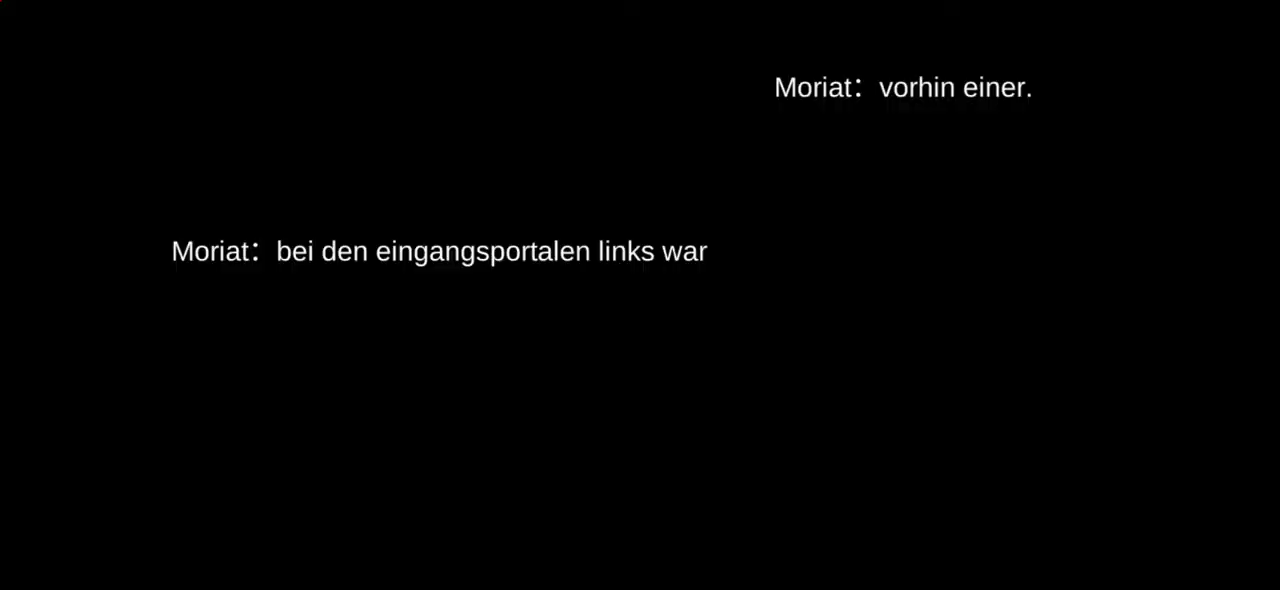 Moriat：vorhin einer.
Moriat：bei den eingangsportalen links war